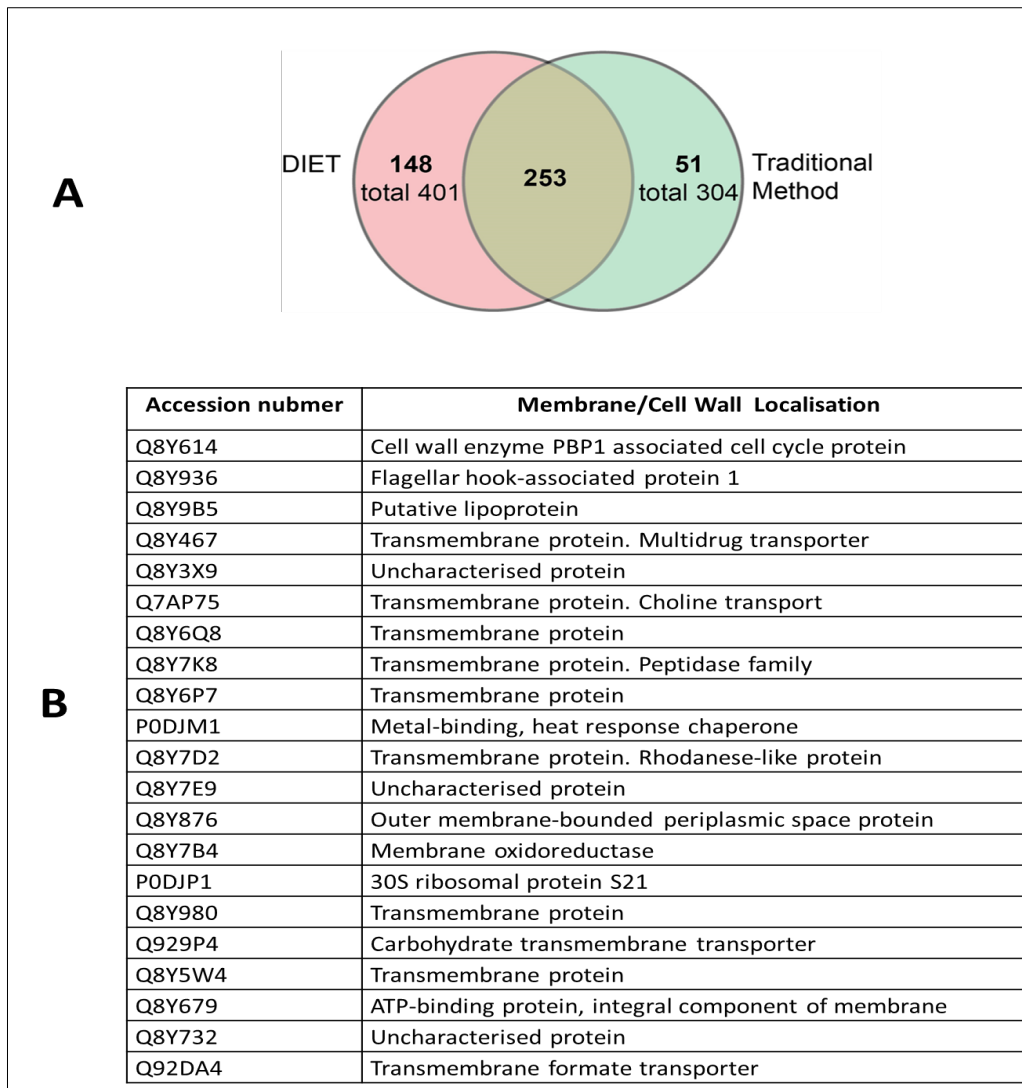 A
DIET
148
total 401
253
51
total 304
Traditional
Method
B
Accession nubmer Membrane/Cell Wall Localisation
Q8Y614 Cell wall enzyme PBP1 associated cell cycle protein
Q8Y936 Flagellar hook-associated protein 1
Q8Y9B5 Putative lipoprotein
Q8Y467 Transmembrane protein. Multidrug transporter
Q8Y3X9 Uncharacterised protein
Q7AP75 Transmembrane protein. Choline transport
Q8Y6Q8 Transmembrane protein
Q8Y7K8 Transmembrane protein. Peptidase family
Q8Y6P7 Transmembrane protein
P0DJM1 Metal-binding, heat response chaperone
Q8Y7D2 Transmembrane protein. Rhodanese-like protein
Q8Y7E9 Uncharacterised protein
Q8Y876 Outer membrane-bounded periplasmic space protein
Q8Y7B4 Membrane oxidoreductase
P0DJP1 30S ribosomal protein S21
Q8Y980 Transmembrane protein
Q929P4 Carbohydrate transmembrane transporter
Q8Y5W4 Transmembrane protein
Q8Y679 ATP-binding protein, integral component of membrane
Q8Y732 Uncharacterised protein
Q92DA4 Transmembrane formate transporter